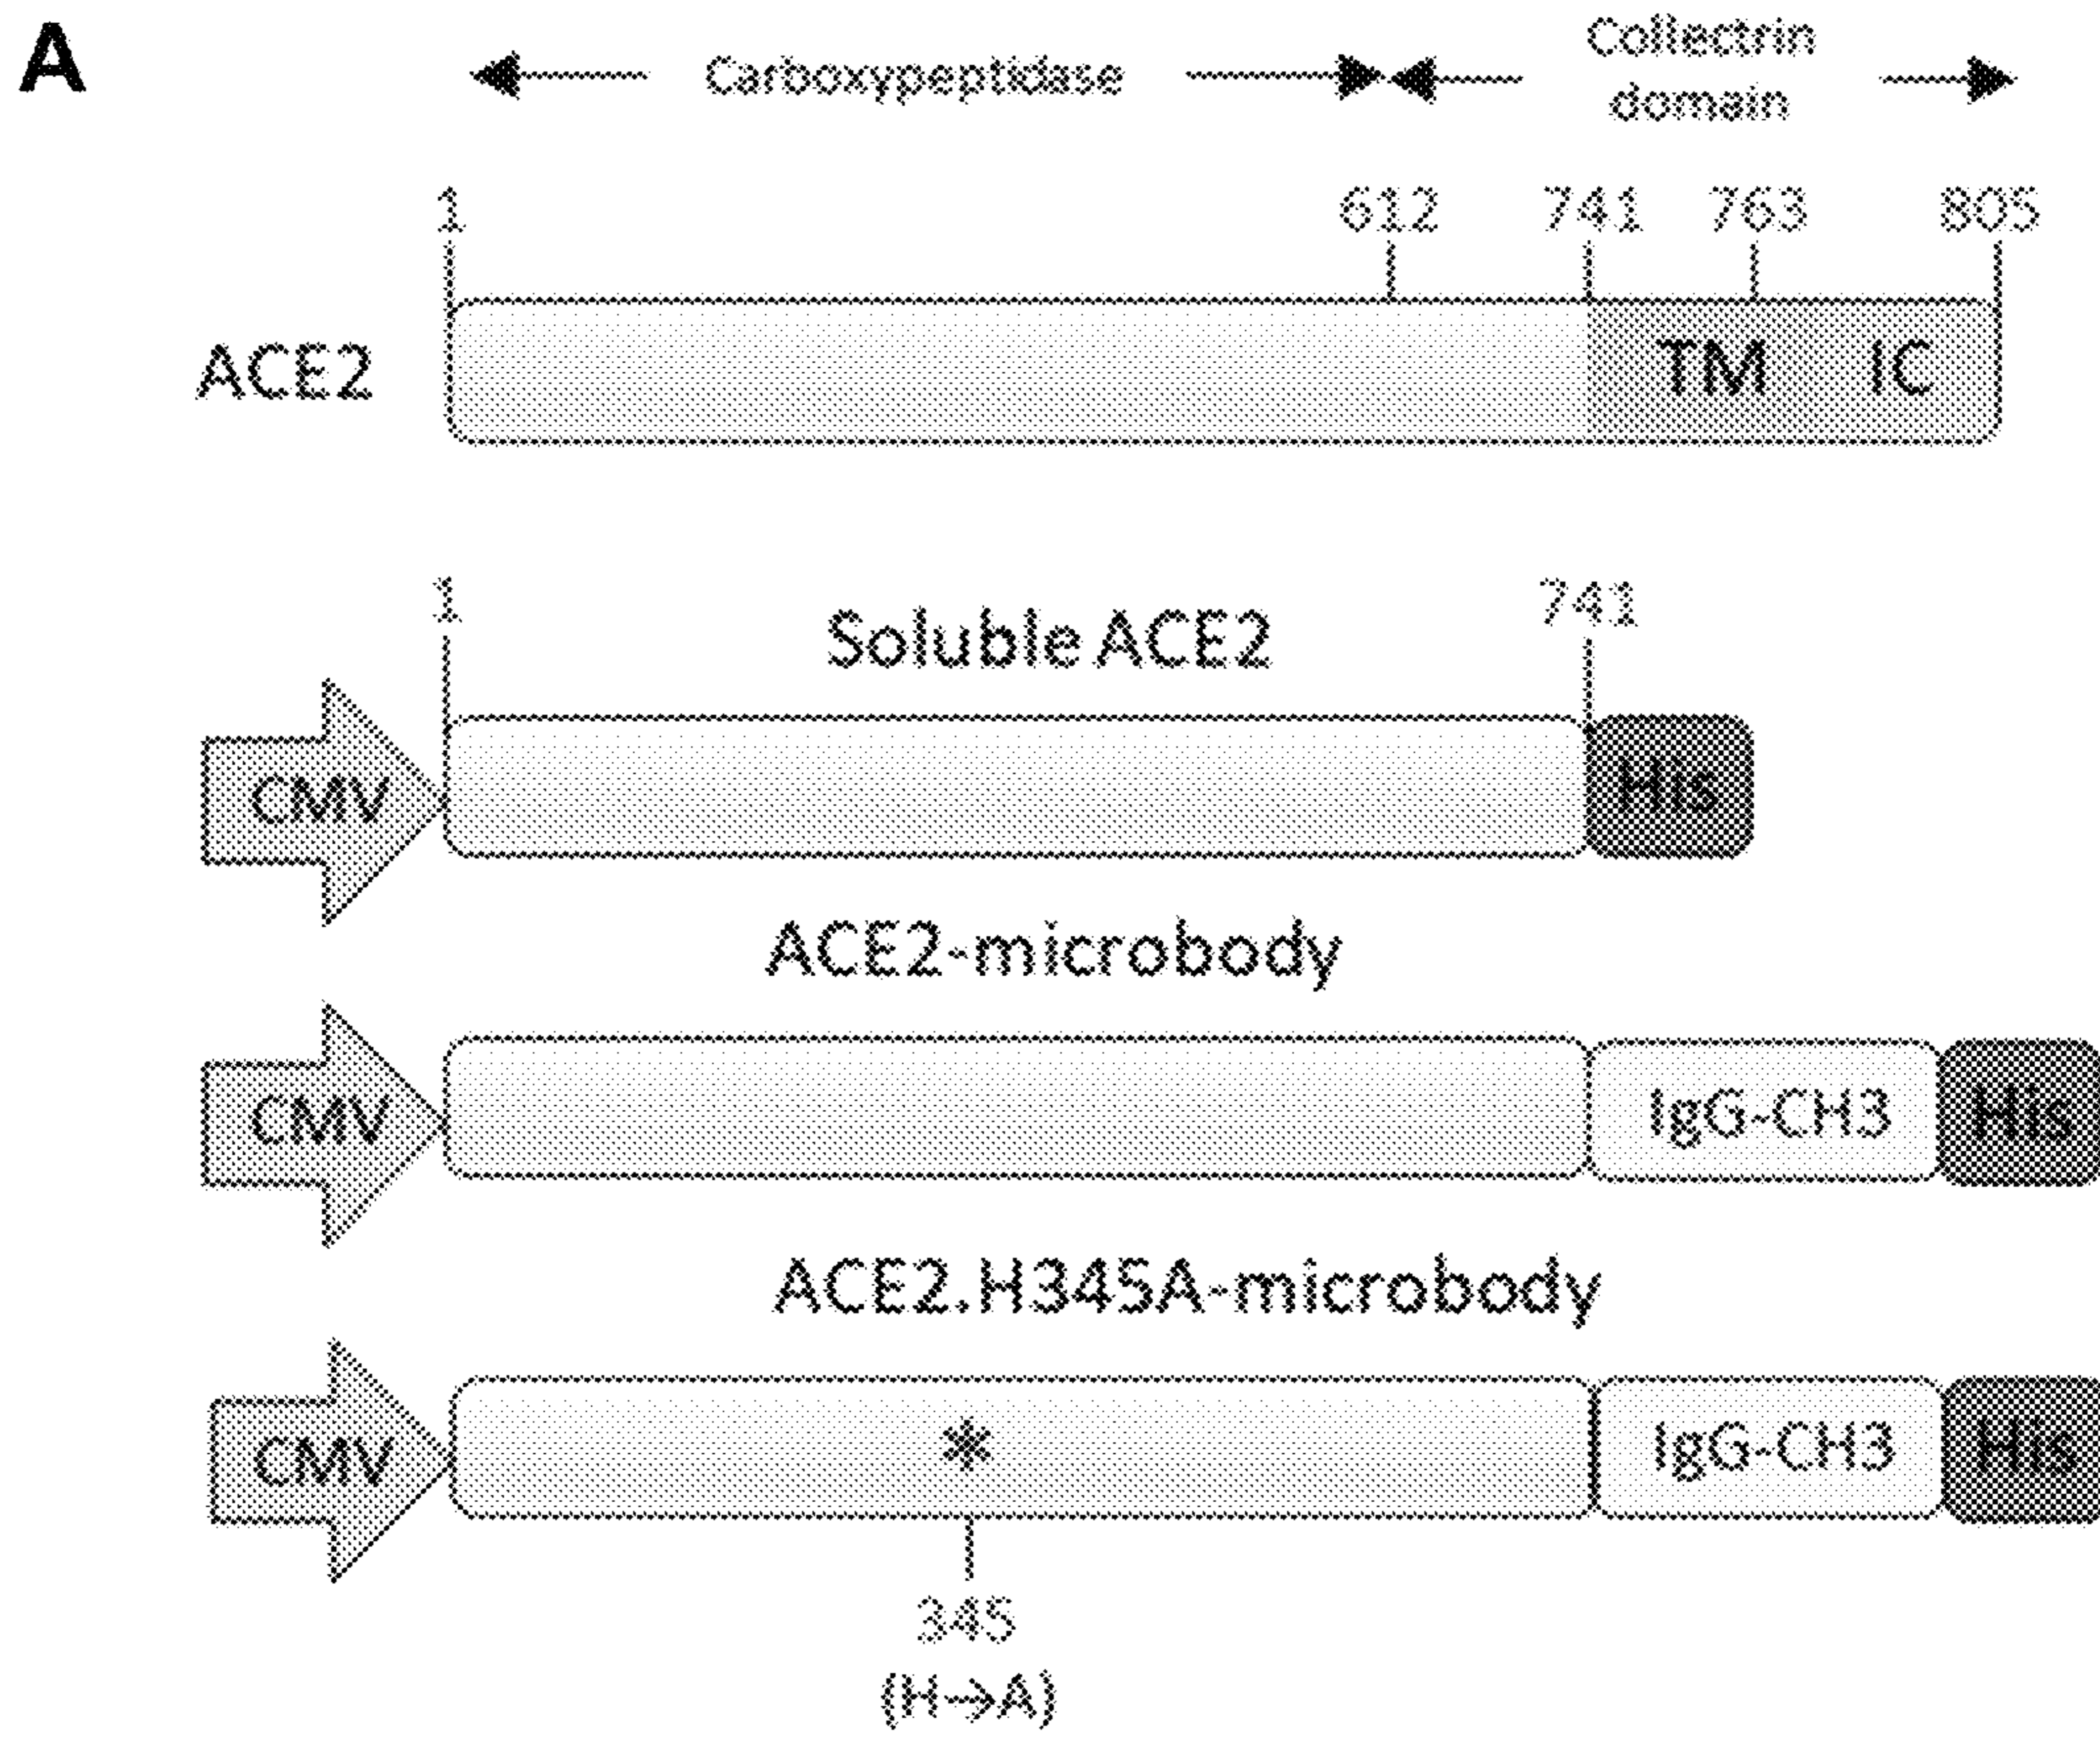 A
Carboxypeptidase
Collectrin
domain
1 612 741 763 805
ACE2 TM IC
1 741
Soluble ACE2
CMV His
ACE2-microbody
CMV IgG-CH3 His
ACE2.H345A-microbody
CMV * IgG-CH3 His
345
(H→A)